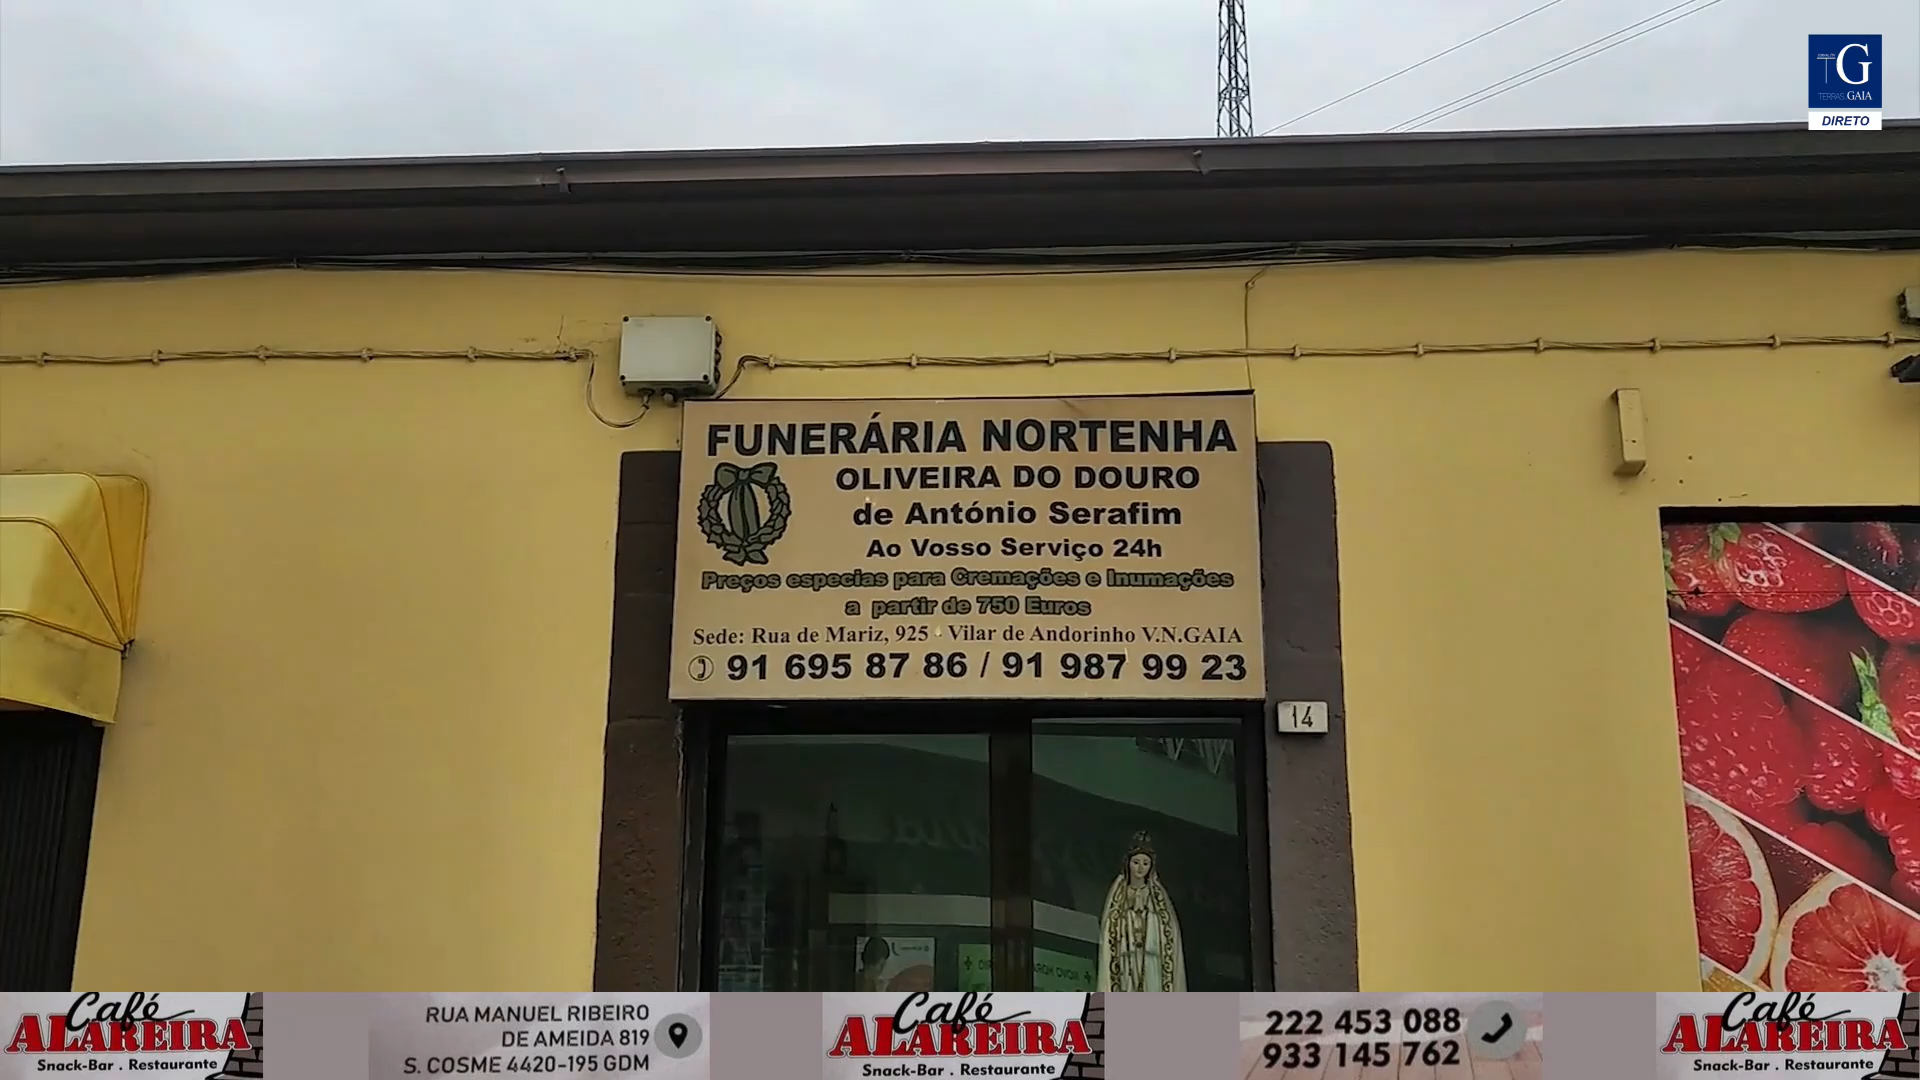 G
TERRAS GAIA
DIRETO
FUNERÁRIA NORTENHA
OLIVEIRA DO DOURO
de António Serafim
Ao Vosso Serviço 24h
Preços especias para Cremações e Inumações
a partir de 750 Euros
Sede: Rua de Mariz, 925 - Vilar de Andorinho V.N.GAIA
91 695 87 86 / 91 987 99 23
14
Café
ALAREIRA
Snack-Bar . Restaurante
RUA MANUEL RIBEIRO
DE AMEIDA 819
S. COSME 4420-195 GDM
Café
ALAREIRA
Snack-Bar . Restaurante
222 453 088
933 145 762
Café
ALAREIRA
Snack-Bar . Restaurante